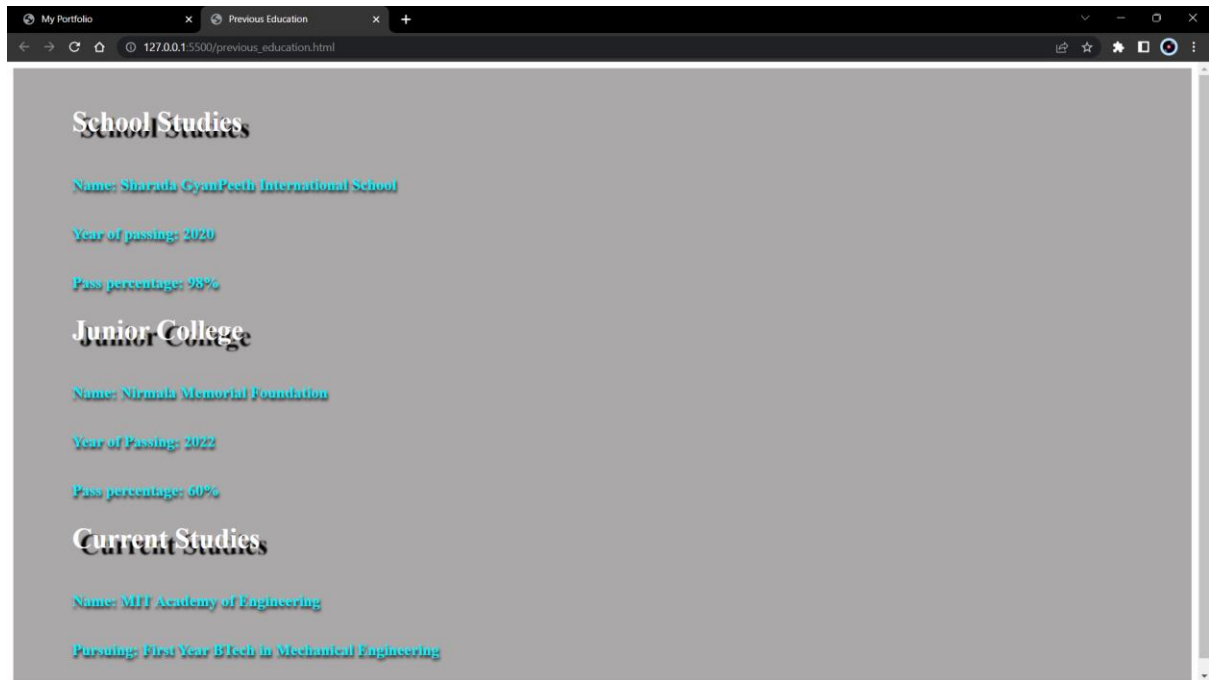 My Portfolio
Previous Education
127.0.0.1:5500/previous_education.html
School Studies
Name: Sharada GyanPeeth International School
Year of passing: 2020
Pass percentage: 98%
Junior College
Name: Nirmala Memorial Foundation
Year of Passing: 2022
Pass percentage: 60%
Current Studies
Name: MIT Academy of Engineering
Pursuing: First Year BTech in Mechanical Engineering